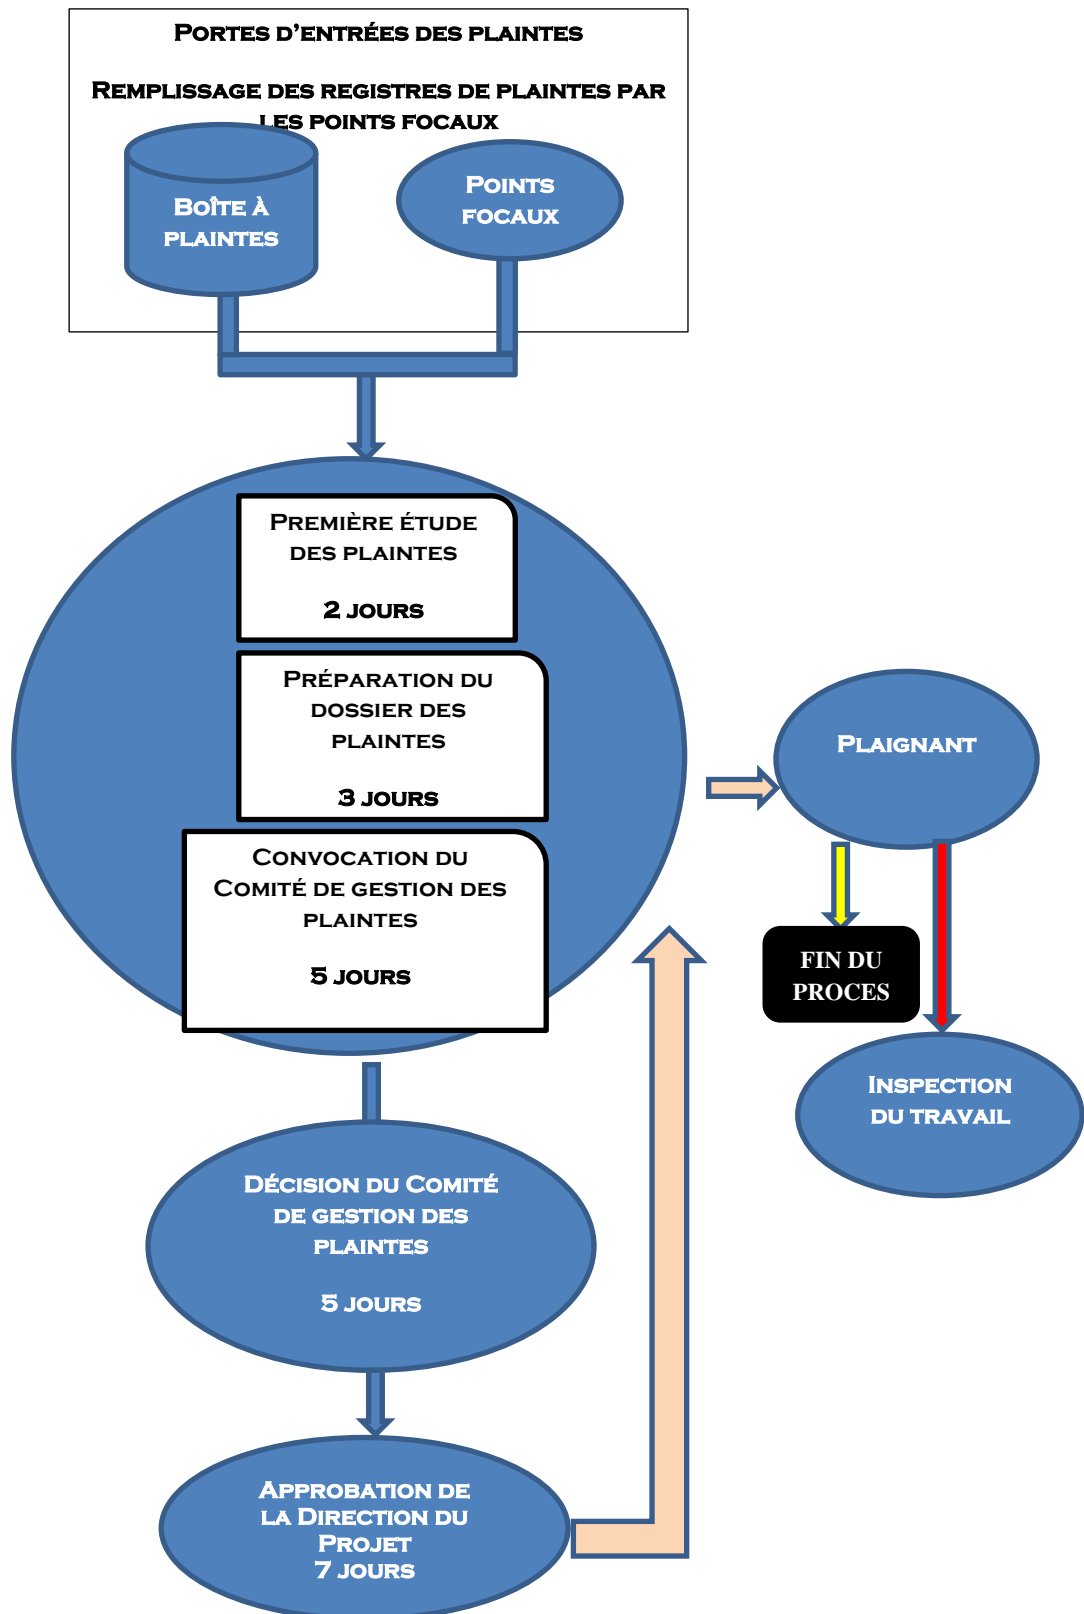 PORTES D'ENTRÉES DES PLAINTES
REMPLISSAGE DES REGISTRES DE PLAINTES PAR
LES POINTS FOCAUX
BOÎTE À
PLAINTES
POINTS
FOCAUX
PREMIÈRE ÉTUDE
DES PLAINTES
2 JOURS
PRÉPARATION DU
DOSSIER DES
PLAINTES
3 JOURS
CONVOCATION DU
COMITÉ DE GESTION DES
PLAINTES
5 JOURS
PLAIGNANT
FIN DU
PROCES
INSPECTION
DU TRAVAIL
DÉCISION DU COMITÉ
DE GESTION DES
PLAINTES
5 JOURS
APPROBATION DE
LA DIRECTION DU
PROJET
7 JOURS